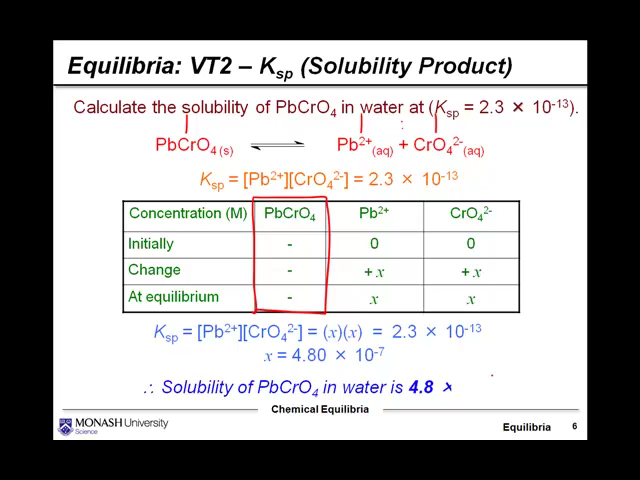 Equilibria: VT2 – Ksp (Solubility Product)
Calculate the solubility of PbCrO4 in water at (Ksp = 2.3 × 10-13).
PbCrO4 (s) ⇌ Pb2+(aq) + CrO42-(aq)
Ksp = [Pb2+][CrO42-] = 2.3 × 10-13
Concentration (M) PbCrO4 Pb2+ CrO42-
Initially - 0 0
Change - + x + x
At equilibrium - x x
Ksp = [Pb2+][CrO42-] = (x)(x) = 2.3 × 10-13
x = 4.80 × 10-7
∴ Solubility of PbCrO4 in water is 4.8 ×
Chemical Equilibria
MONASH University
Science
Equilibria 6